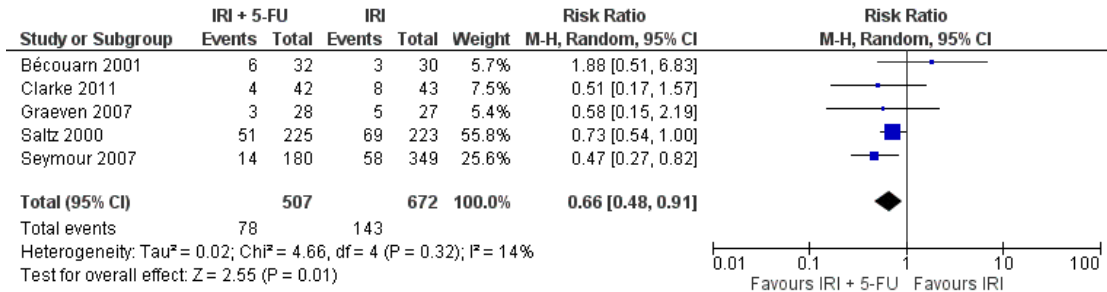 IRI + 5-FU IRI Risk Ratio Risk Ratio
Study or Subgroup Events Total Events Total Weight M-H, Random, 95% CI M-H, Random, 95% CI
Bécouarn 2001 6 32 3 30 5.7% 1.88 [0.51, 6.83]
Clarke 2011 4 42 8 43 7.5% 0.51 [0.17, 1.57]
Graeven 2007 3 28 5 27 5.4% 0.58 [0.15, 2.19]
Saltz 2000 51 225 69 223 55.8% 0.73 [0.54, 1.00]
Seymour 2007 14 180 58 349 25.6% 0.47 [0.27, 0.82]
Total (95% CI) 507 672 100.0% 0.66 [0.48, 0.91]
Total events 78 143
Heterogeneity: Tau² = 0.02; Chi² = 4.66, df = 4 (P = 0.32); I² = 14%
Test for overall effect: Z = 2.55 (P = 0.01)
0.01 0.1 1 10 100
Favours IRI + 5-FU Favours IRI